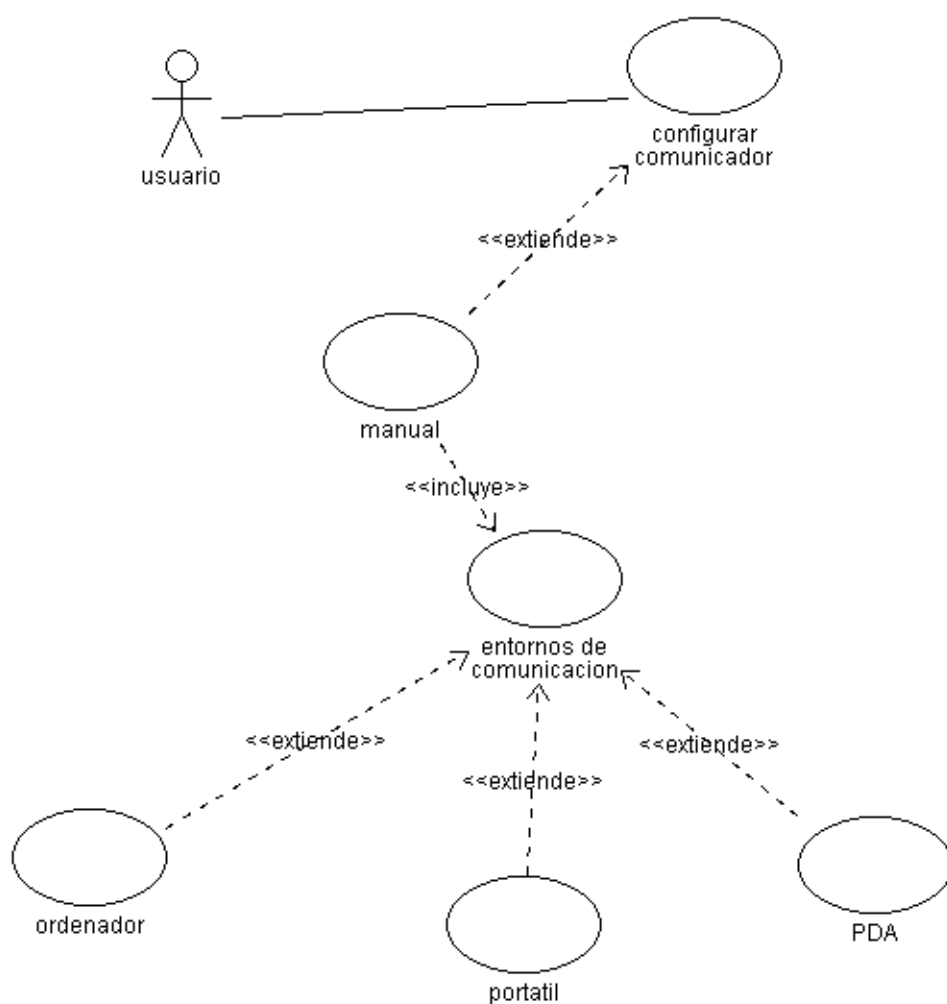 configurar
comunicador
usuario
<<extiende>>
manual
<<incluye>>
entornos de
comunicacion
<<extiende>>
<<extiende>>
<<extiende>>
ordenador
PDA
portatil